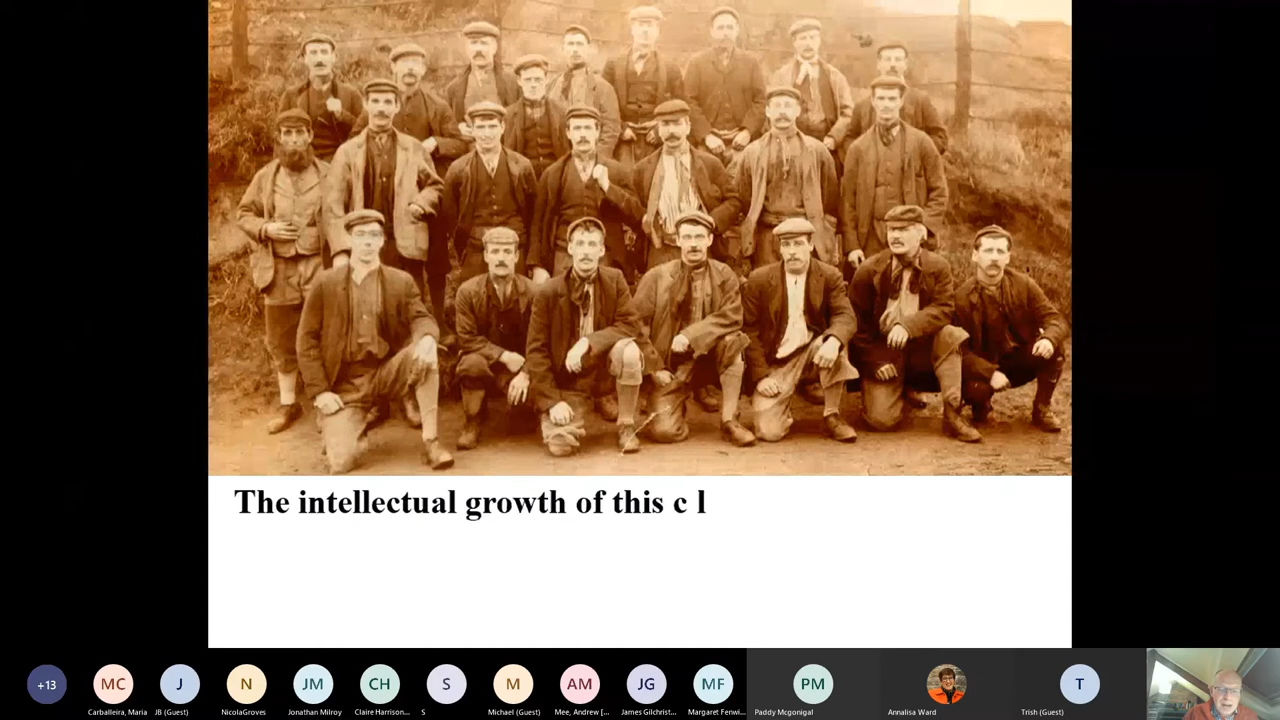 The intellectual growth of this c l
+13
MC
J
N
JM
CH
S
M
AM
JG
MF
PM
T
Carballeira, Maria
JB (Guest)
NicolaGroves
Jonathan Milroy
Claire Harrison...
S
Michael (Guest)
Mee, Andrew [...
James Gilchrist...
Margaret Fenwi...
Paddy Mcgonigal
Annalisa Ward
Trish (Guest)